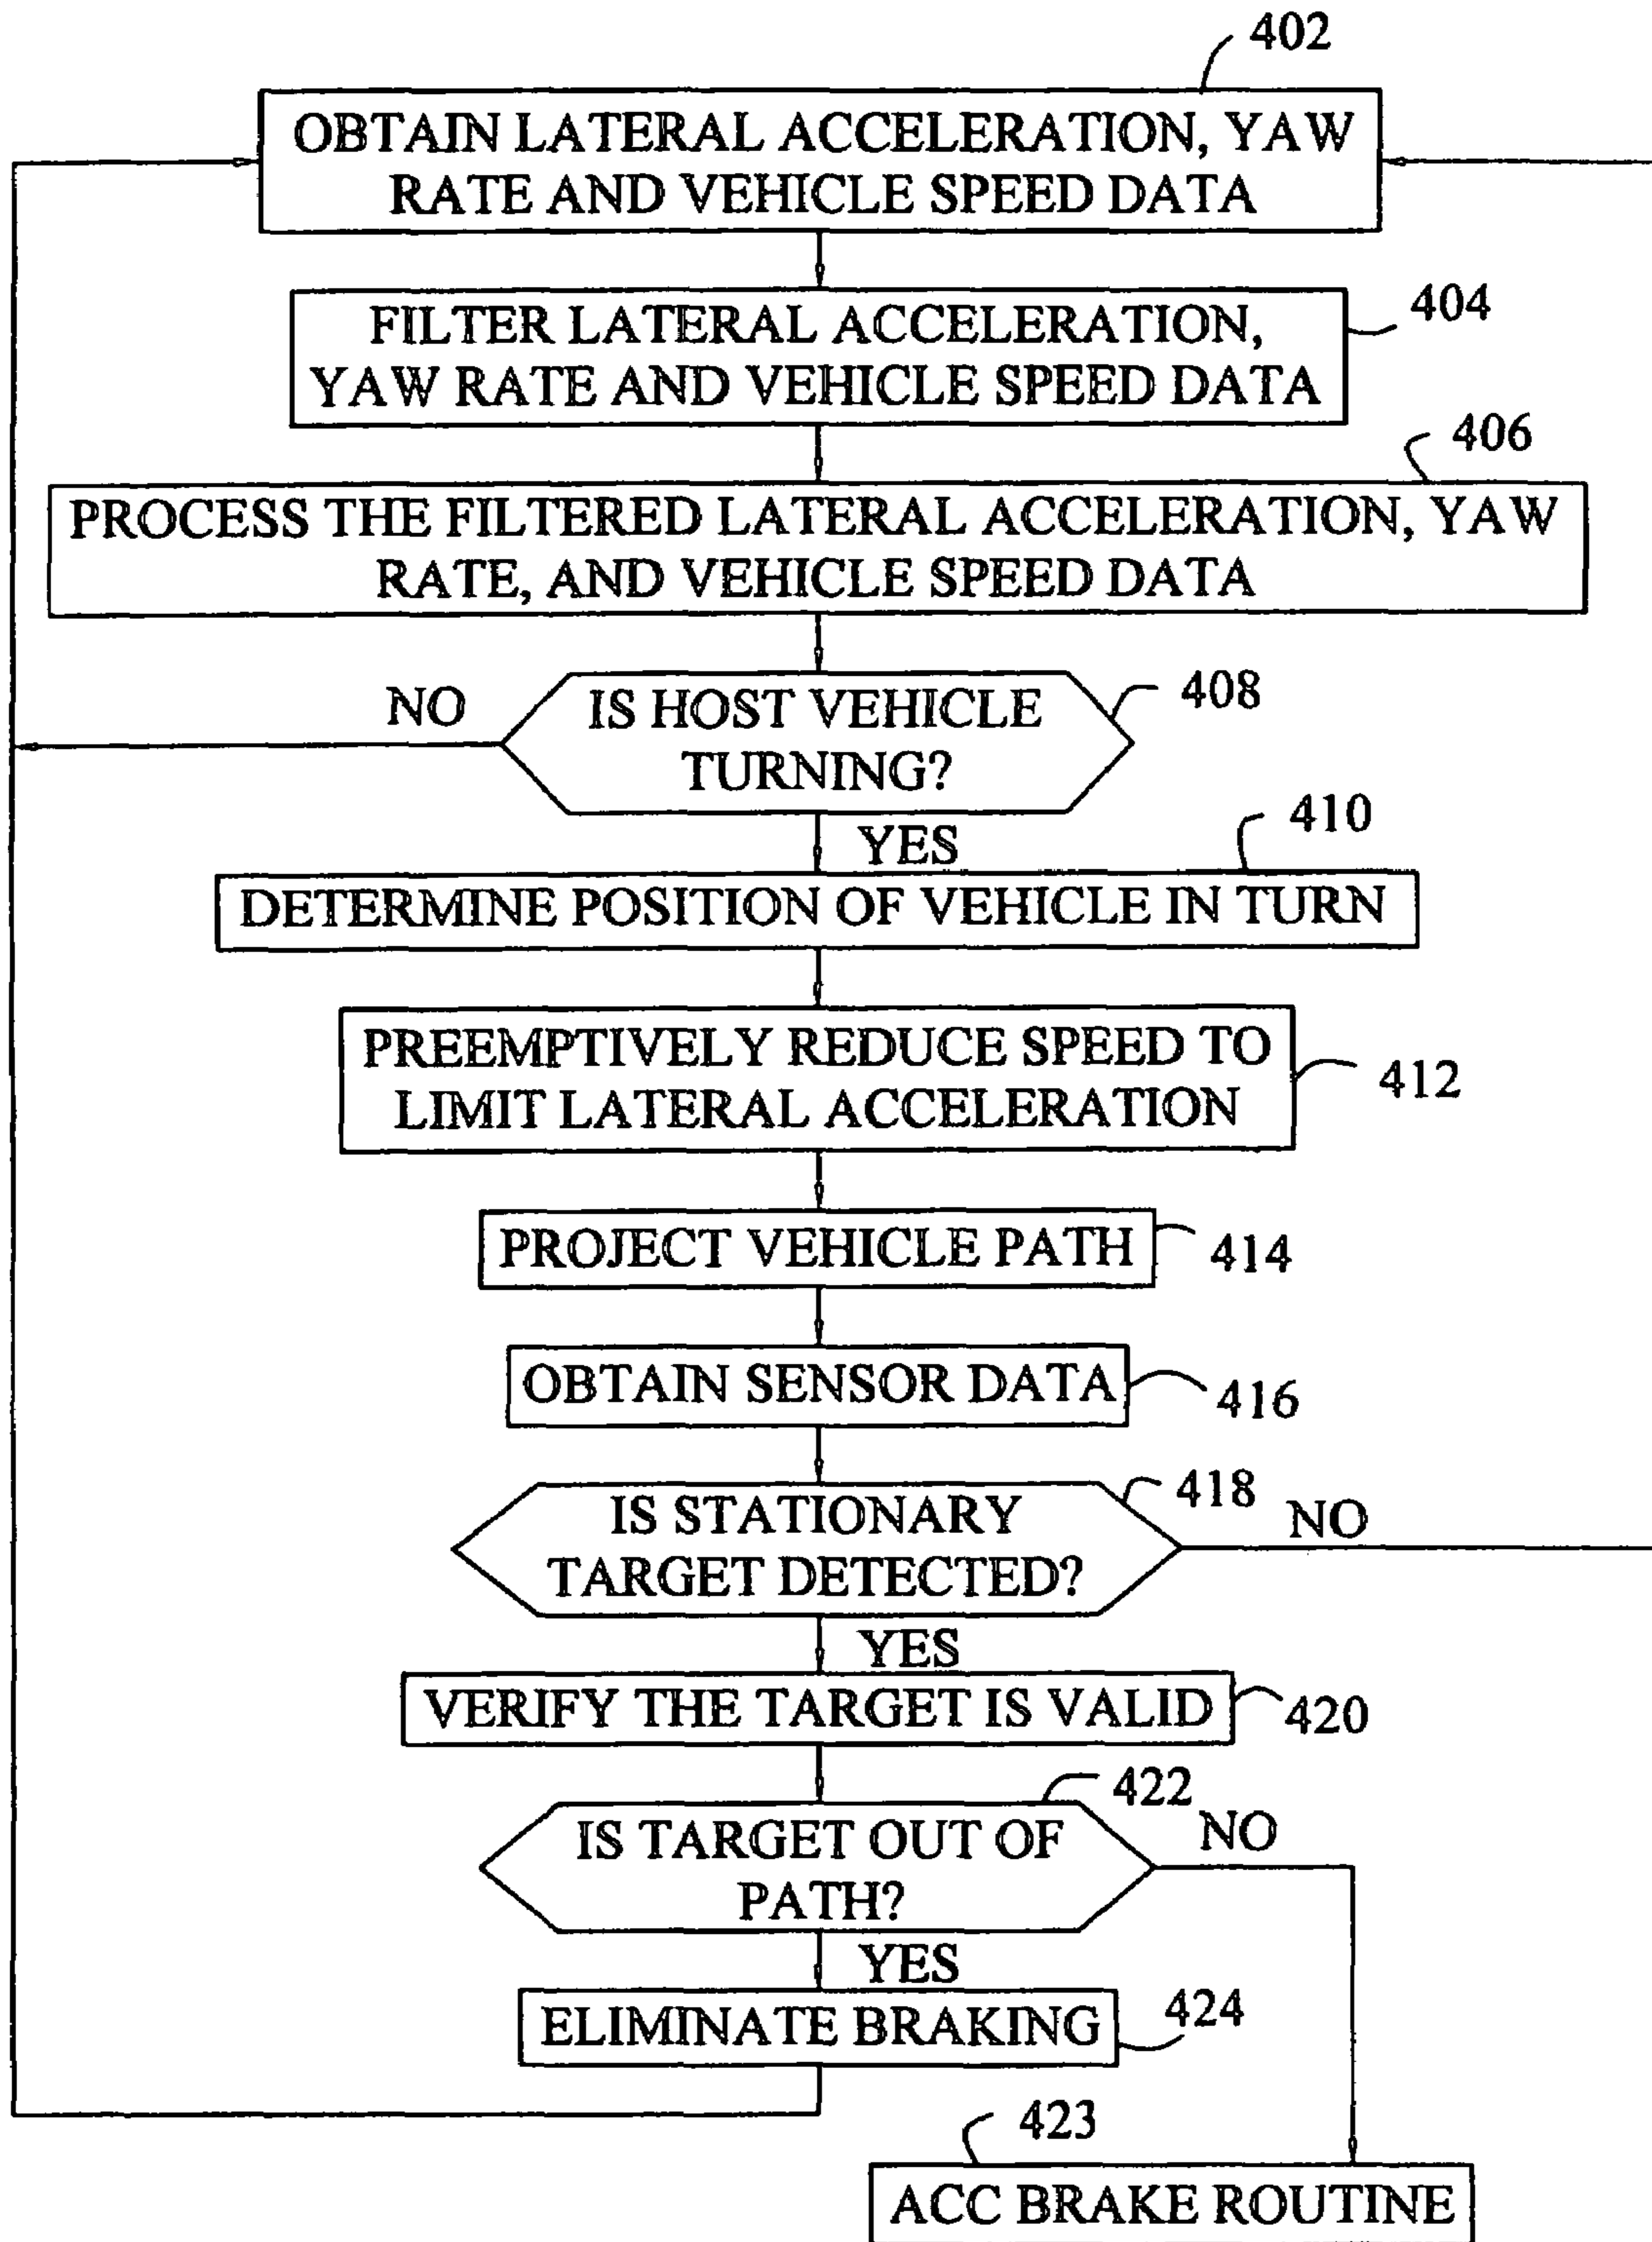 402
OBTAIN LATERAL ACCELERATION, YAW
RATE AND VEHICLE SPEED DATA
404
FILTER LATERAL ACCELERATION,
YAW RATE AND VEHICLE SPEED DATA
406
PROCESS THE FILTERED LATERAL ACCELERATION, YAW
RATE, AND VEHICLE SPEED DATA
408
NO
IS HOST VEHICLE
TURNING?
YES
410
DETERMINE POSITION OF VEHICLE IN TURN
PREEMPTIVELY REDUCE SPEED TO
LIMIT LATERAL ACCELERATION
412
PROJECT VEHICLE PATH
414
OBTAIN SENSOR DATA
416
418
IS STATIONARY
TARGET DETECTED?
NO
YES
VERIFY THE TARGET IS VALID
420
422
IS TARGET OUT OF
PATH?
NO
YES
ELIMINATE BRAKING
424
423
ACC BRAKE ROUTINE